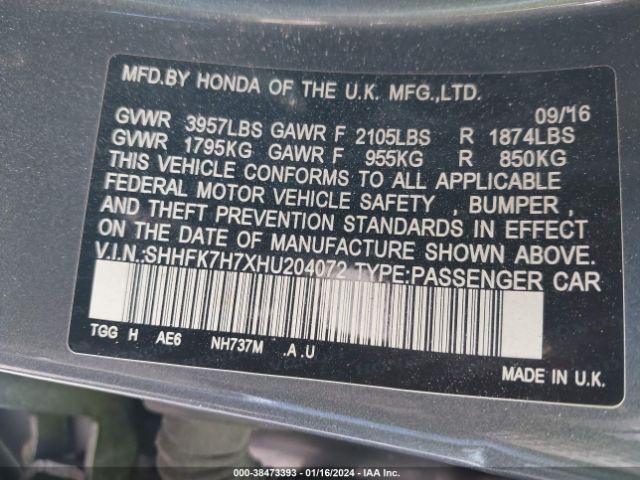 MFD.BY HONDA OF THE U.K. MFG.,LTD.
09/16
GVWR 3957LBS GAWR F 2105LBS R 1874LBS
GVWR 1795KG GAWR F 955KG R 850KG
THIS VEHICLE CONFORMS TO ALL APPLICABLE
FEDERAL MOTOR VEHICLE SAFETY , BUMPER ,
AND THEFT PREVENTION STANDARDS IN EFFECT
ON THE DATE OF MANUFACTURE SHOWN ABOVE.
V.I.N.:SHHFK7H7XHU204072 TYPE:PASSENGER CAR
TGG H AE6 NH737M .A .U
MADE IN U.K.
000-38473393 - 01/16/2024 - IAA Inc.